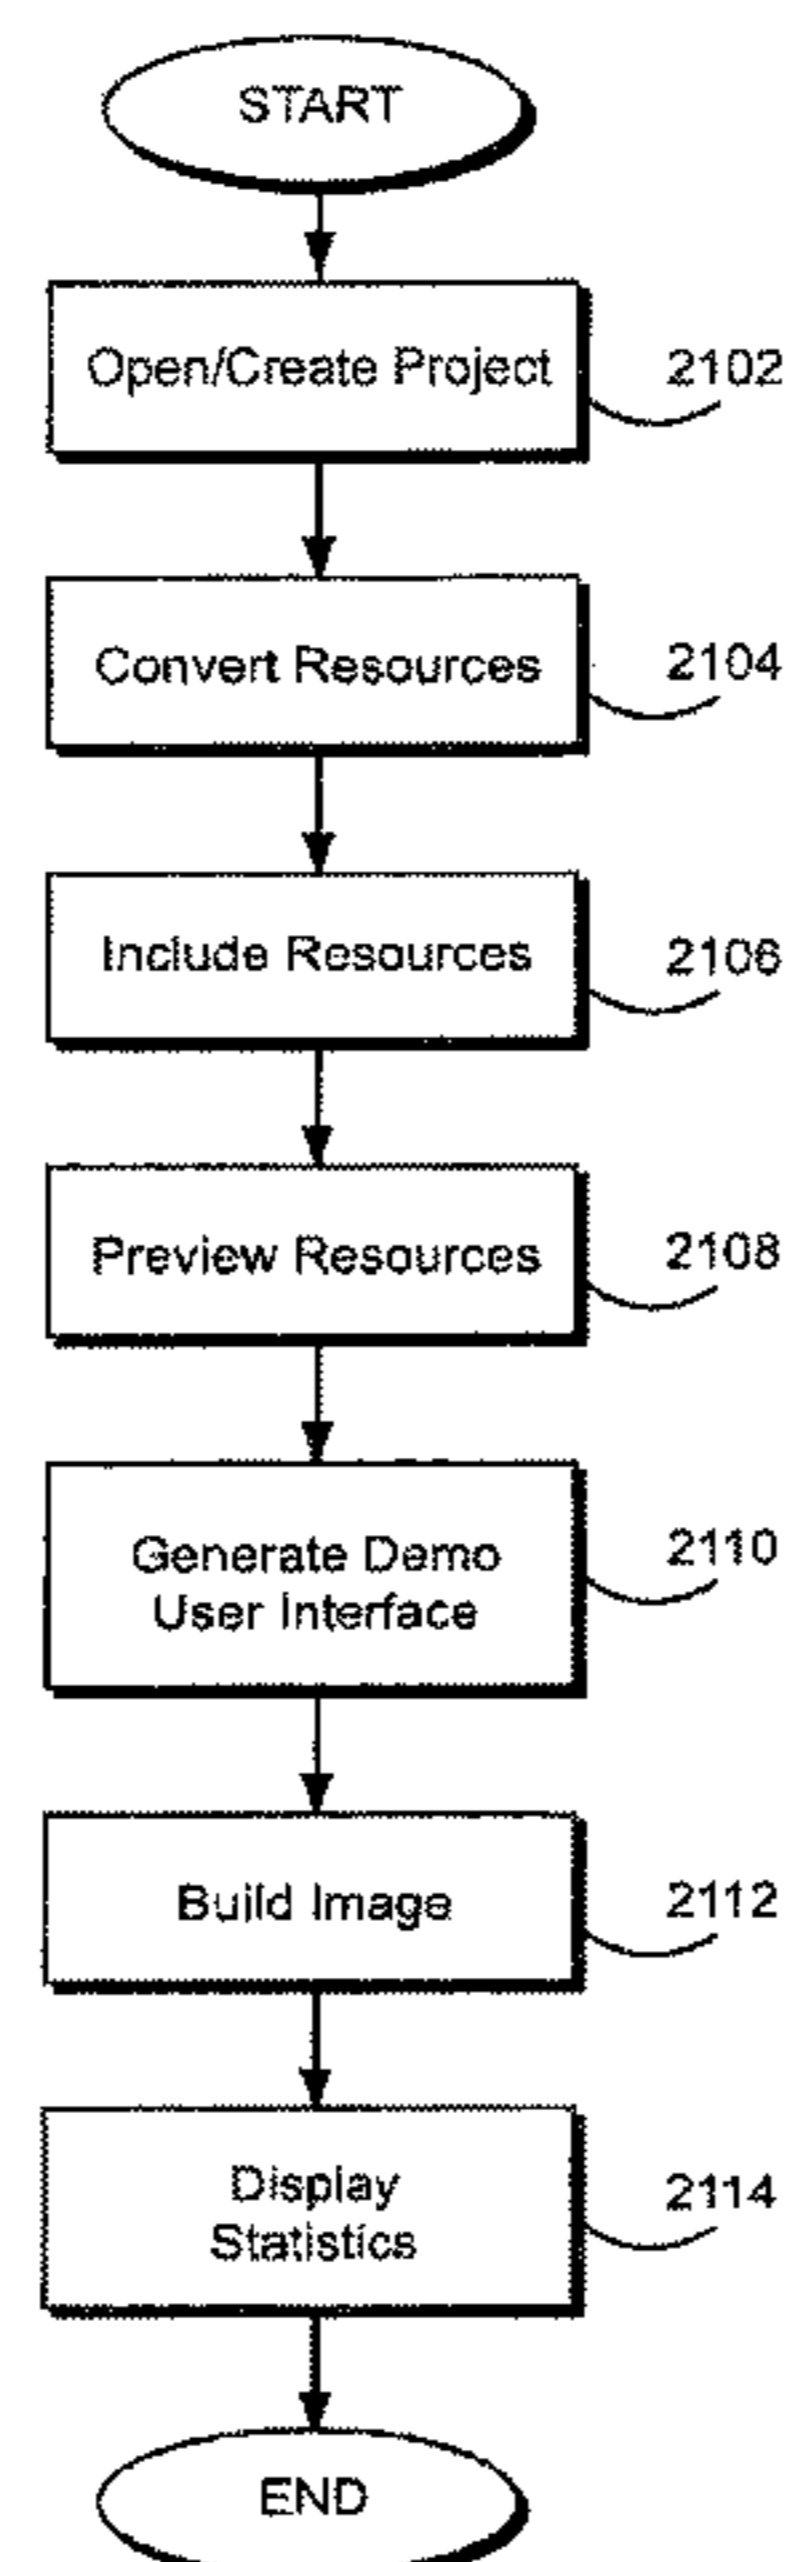 START
Open/Create Project
2102
Convert Resources
2104
Include Resources
2106
Preview Resources
2108
Generate Demo
User Interface
2110
Build Image
2112
Display
Statistics
2114
END